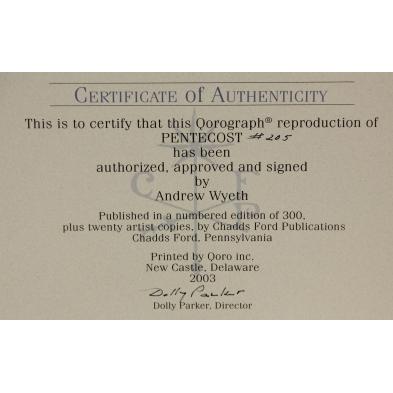 CERTIFICATE OF AUTHENTICITY
This is to certify that this Qorograph® reproduction of
PENTECOST #205
has been
authorized, approved and signed
by
Andrew Wyeth
Published in a numbered edition of 300,
plus twenty artist copies, by Chadds Ford Publications
Chadds Ford, Pennsylvania
Printed by Qoro inc.
New Castle, Delaware
2003
Dolly Parker
Dolly Parker, Director